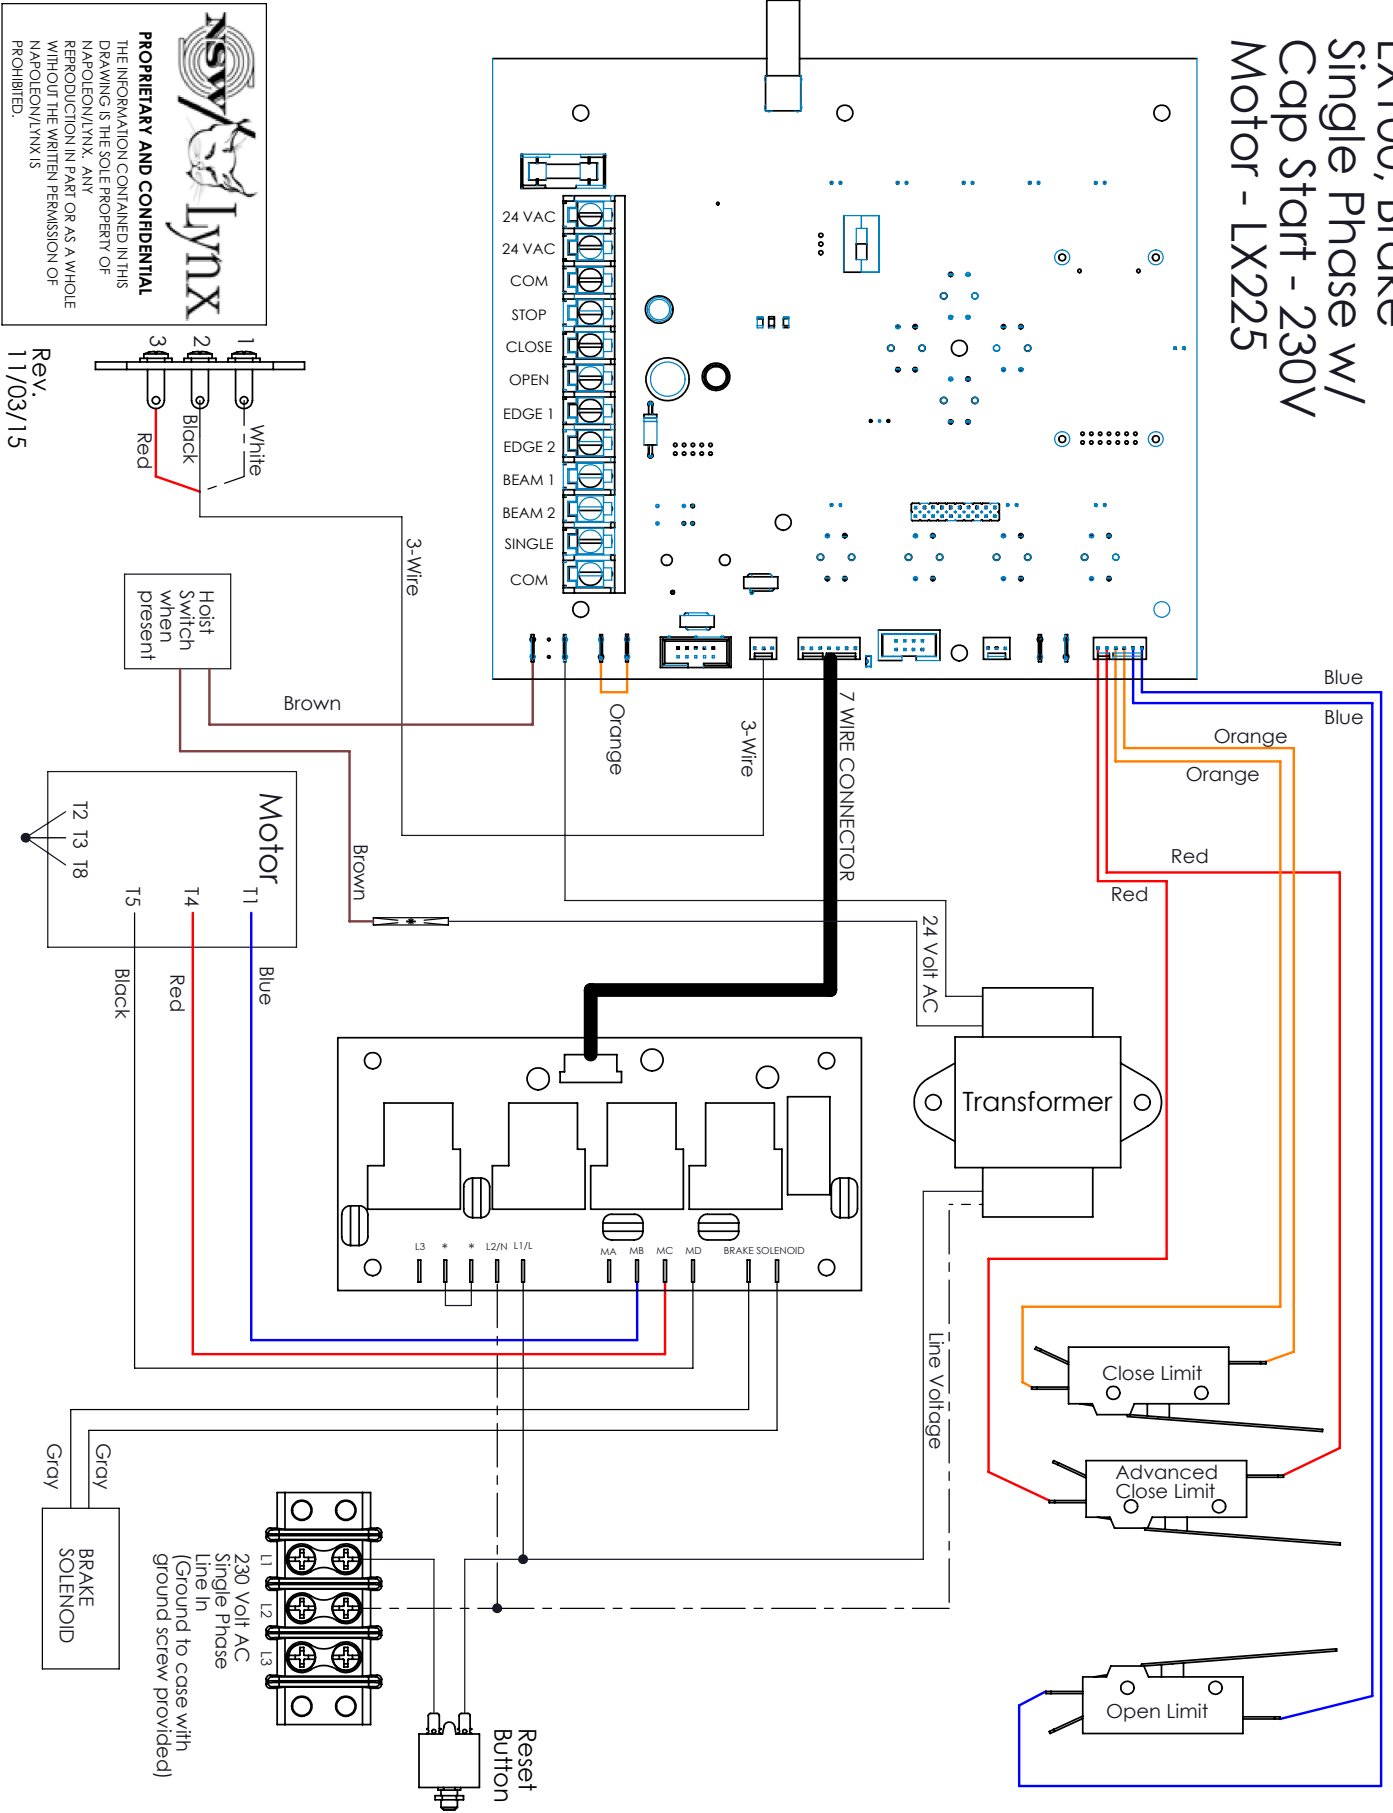 LX100, Brake
Single Phase w/
Cap Start - 230V
Motor - LX225
NSW
Lynx
PROPRIETARY AND CONFIDENTIAL
THE INFORMATION CONTAINED IN THIS
DRAWING IS THE SOLE PROPERTY OF
NAPOLEON/LYNX. ANY
REPRODUCTION IN PART OR AS A WHOLE
WITHOUT THE WRITTEN PERMISSION OF
NAPOLEON/LYNX IS
PROHIBITED.
Rev.
11/03/15
1
2
3
White
Black
Red
24 VAC
24 VAC
COM
STOP
CLOSE
OPEN
EDGE 1
EDGE 2
BEAM 1
BEAM 2
SINGLE
COM
3-Wire
Hoist
Switch
when
present
Brown
Orange
3-Wire
7 WIRE CONNECTOR
Blue
Blue
Orange
Orange
Red
Red
Motor
T2
T3
T8
T1
T4
T5
Brown
Blue
Red
Black
24 Volt AC
Transformer
L3
*
*
L2/N
L1/L
MA
MB
MC
MD
BRAKE SOLENOID
Line Voltage
Close Limit
Advanced
Close Limit
Open Limit
Gray
Gray
BRAKE
SOLENOID
L1
L2
L3
230 Volt AC
Single Phase
Line In
(Ground to case with
ground screw provided)
Reset
Button